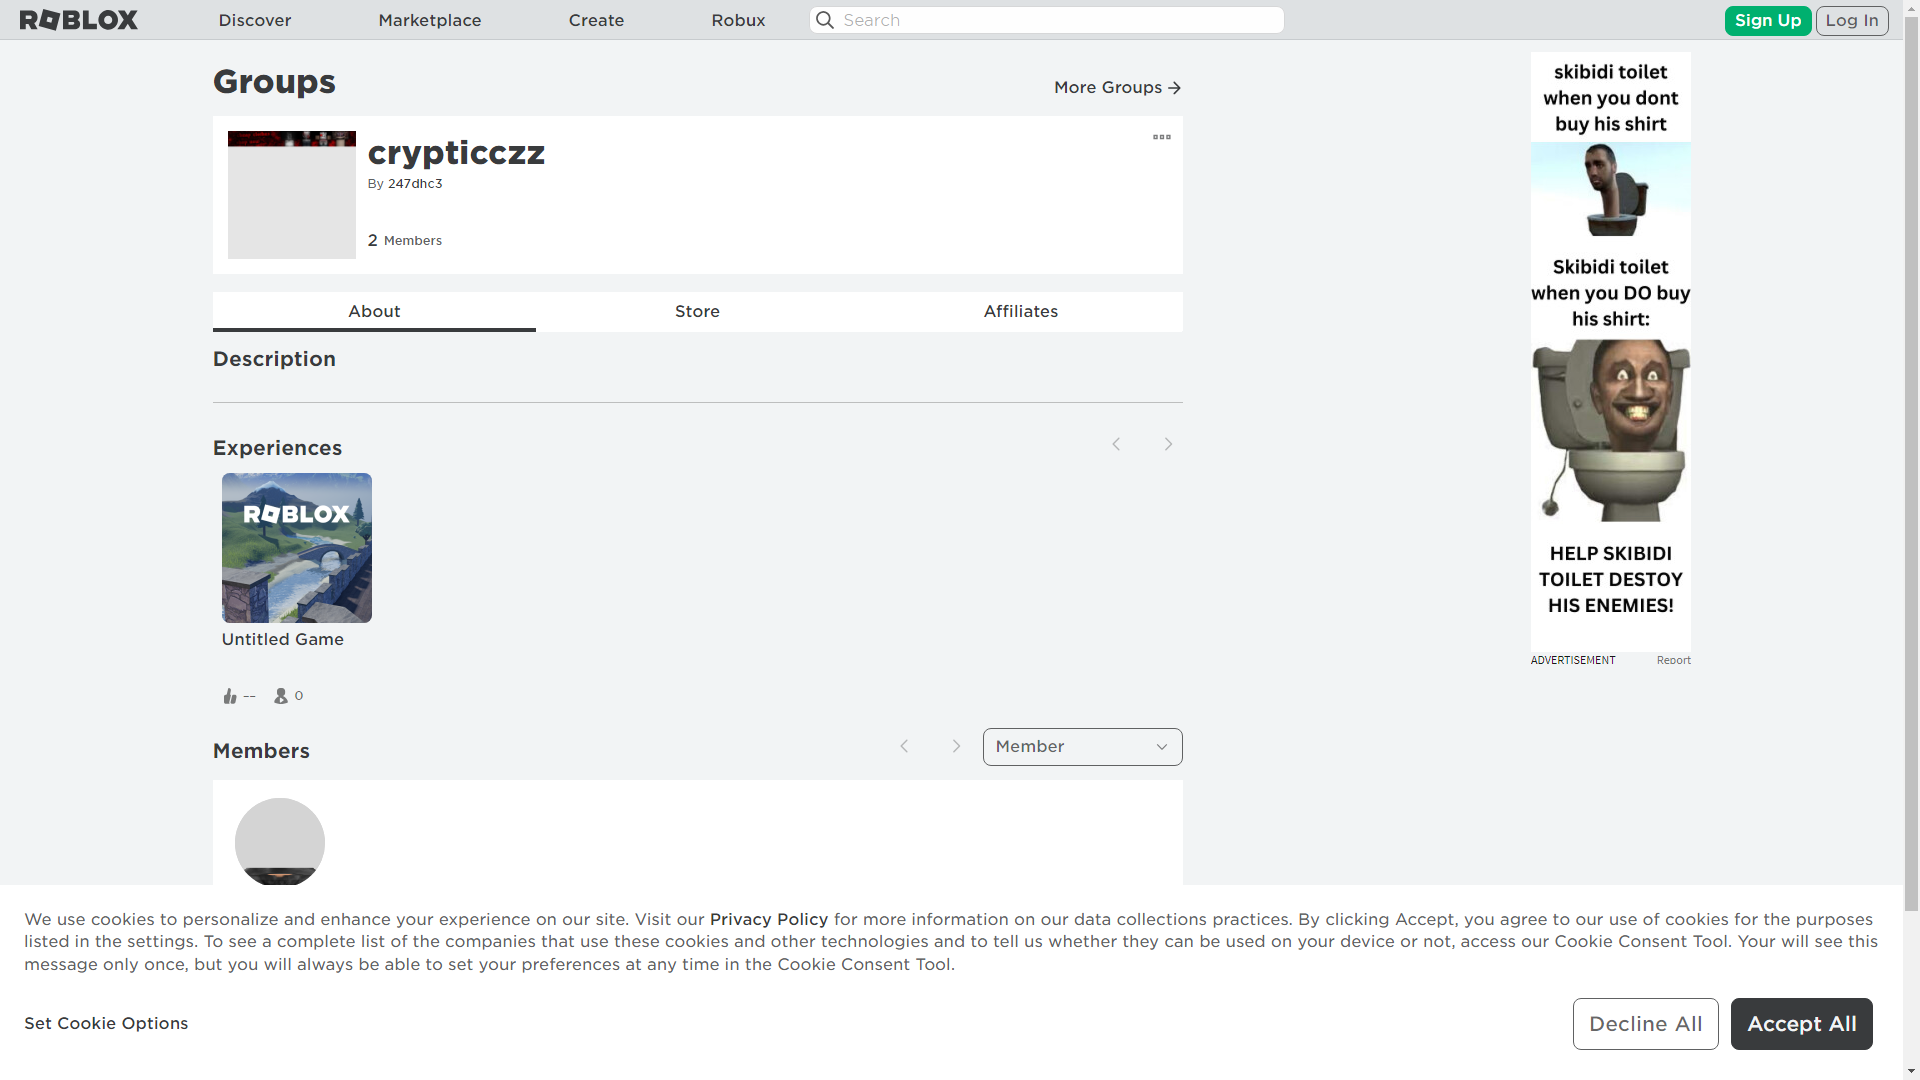 ROBLOX
Discover
Marketplace
Create
Robux
Search
Sign Up
Log In
Groups
More Groups
crypticczz
By 247dhc3
2 Members
About
Store
Affiliates
Description
Experiences
ROBLOX
Untitled Game
--
0
Members
Member
skibidi toilet
when you dont
buy his shirt
Skibidi toilet
when you DO buy
his shirt:
HELP SKIBIDI
TOILET DESTOY
HIS ENEMIES!
ADVERTISEMENT
Report
We use cookies to personalize and enhance your experience on our site. Visit our Privacy Policy for more information on our data collections practices. By clicking Accept, you agree to our use of cookies for the purposes
listed in the settings. To see a complete list of the companies that use these cookies and other technologies and to tell us whether they can be used on your device or not, access our Cookie Consent Tool. Your will see this
message only once, but you will always be able to set your preferences at any time in the Cookie Consent Tool.
Set Cookie Options
Decline All
Accept All